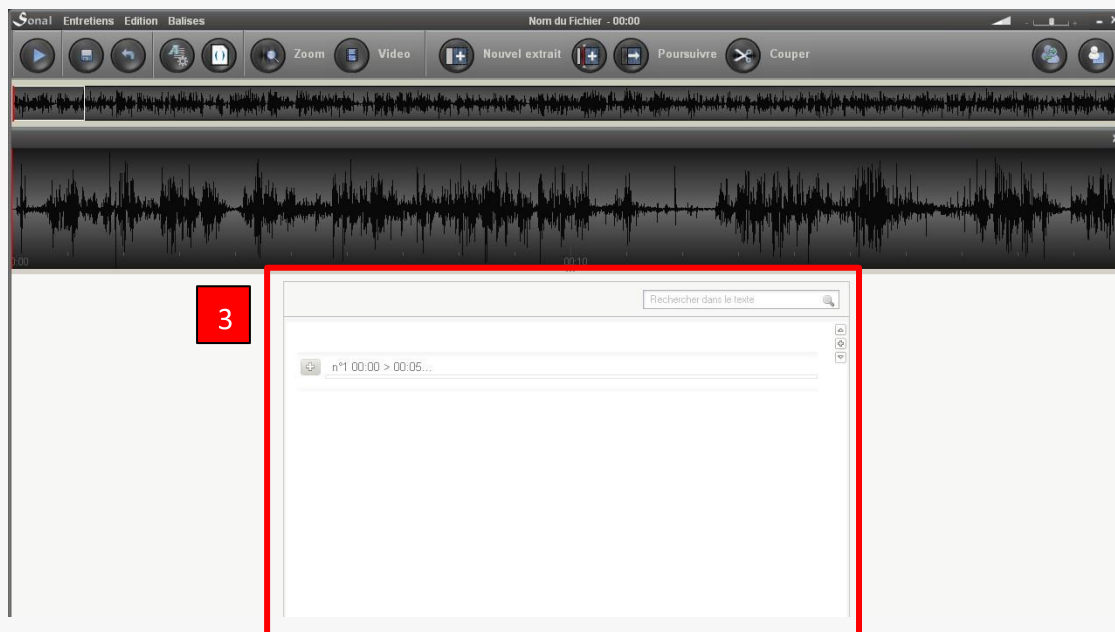 Sonal Entretiens Edition Balises Nom du Fichier - 00:00
Zoom Video Nouvel extrait Poursuivre Couper
:00 00:10
3
Rechercher dans le texte
n°1 00:00 > 00:05...